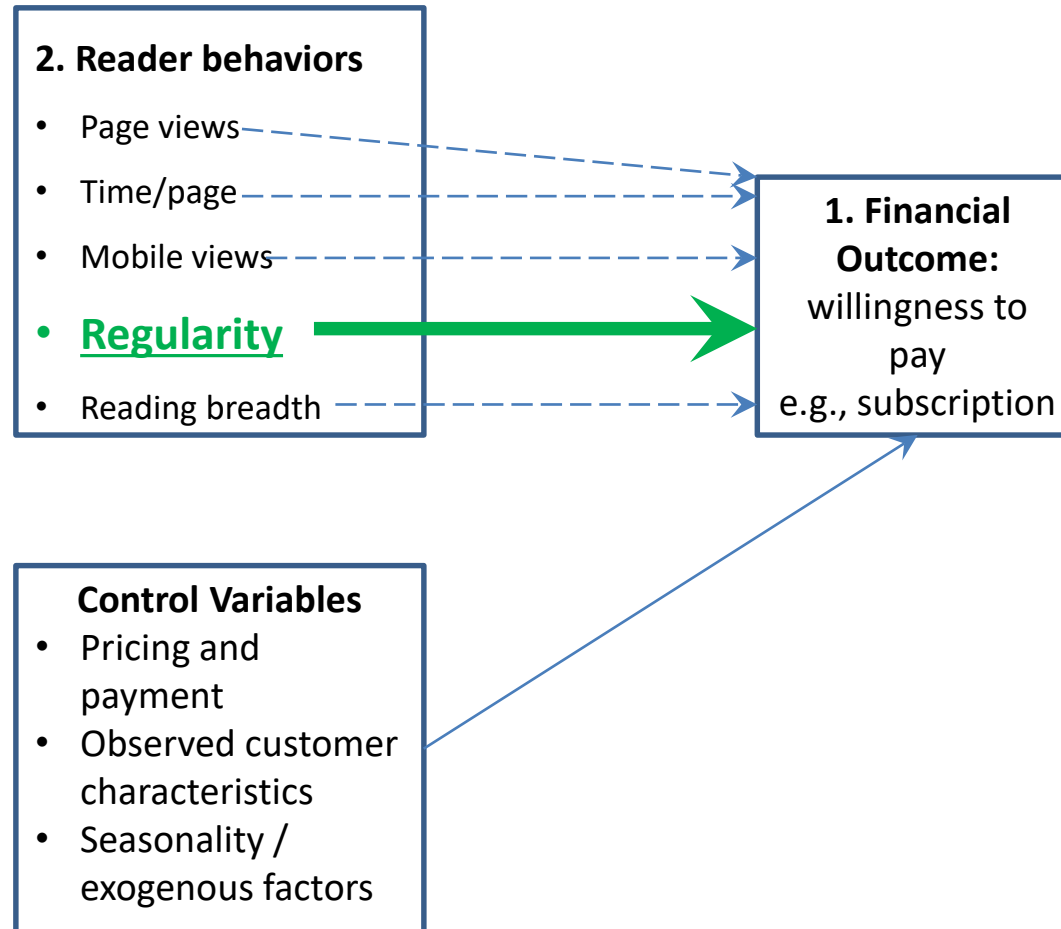 2. Reader behaviors
• Page views
• Time/page
• Mobile views
• Regularity
• Reading breadth
1. Financial
Outcome:
willingness to
pay
e.g., subscription
Control Variables
• Pricing and
payment
• Observed customer
characteristics
• Seasonality /
exogenous factors